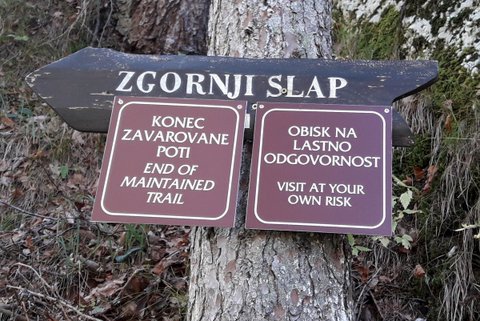 ZGORNJI SLAP
KONEC
ZAVAROVANE
POTI
END OF
MAINTAINED
TRAIL
OBISK NA
LASTNO
ODGOVORNOST
VISIT AT YOUR
OWN RISK